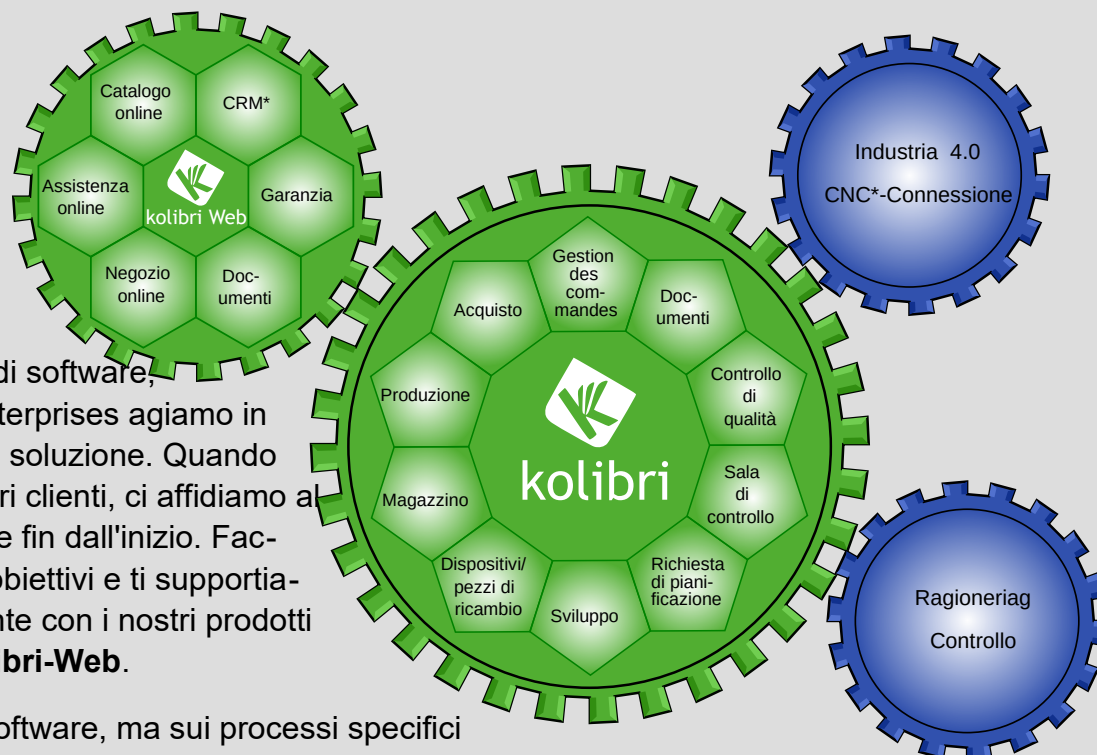 Catalogo
online
CRM*
Assistenza
online
kolibri Web
Garanzia
Negozio
online
Doc-
umenti
Industria 4.0
CNC*-Connessione
Gestion
des
com-
mandes
Acquisto
Doc-
umenti
Produzione
Controllo
di
qualità
kolibri
Magazzino
Sala
di
controllo
Dispositivi/
pezzi di
ricambio
Sviluppo
Richiesta
di piani-
ficazione
Ragioneriag
Controllo
di software,
terprises agiamo in
soluzione. Quando
ri clienti, ci affidiamo al
e fin dall'inizio. Fac-
obiettivi e ti supportia-
nte con i nostri prodotti
ibri-Web.
software, ma sui processi specifici